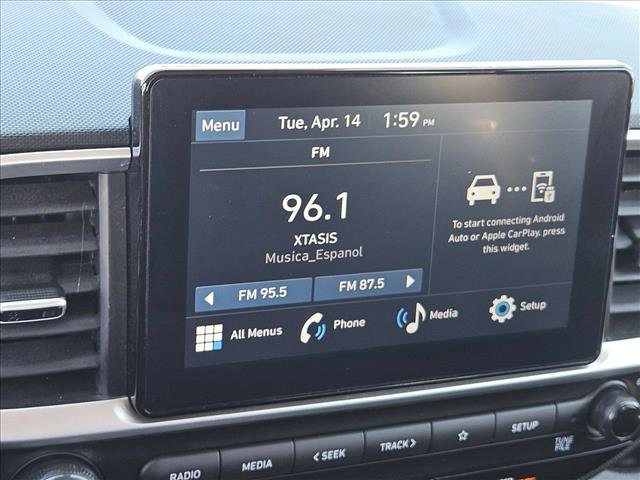 Menu Tue, Apr. 14 1:59 PM
FM
96.1
XTASIS
Musica_Espanol
FM 95.5 FM 87.5
To start connecting Android
Auto or Apple CarPlay, press
this widget.
All Menus Phone Media Setup
RADIO MEDIA < SEEK TRACK > SETUP
TUNE
FILE